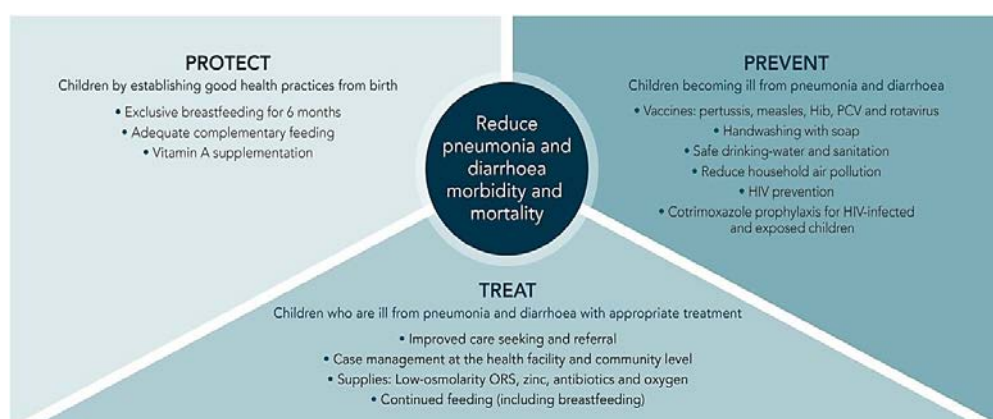 PROTECT
Children by establishing good health practices from birth
• Exclusive breastfeeding for 6 months
• Adequate complementary feeding
• Vitamin A supplementation
Reduce
pneumonia and
diarrhoea
morbidity and
mortality
PREVENT
Children becoming ill from pneumonia and diarrhoea
• Vaccines: pertussis, measles, Hib, PCV and rotavirus
• Handwashing with soap
• Safe drinking-water and sanitation
• Reduce household air pollution
• HIV prevention
• Cotrimoxazole prophylaxis for HIV-infected
and exposed children
TREAT
Children who are ill from pneumonia and diarrhoea with appropriate treatment
• Improved care seeking and referral
• Case management at the health facility and community level
• Supplies: Low-osmolarity ORS, zinc, antibiotics and oxygen
• Continued feeding (including breastfeeding)